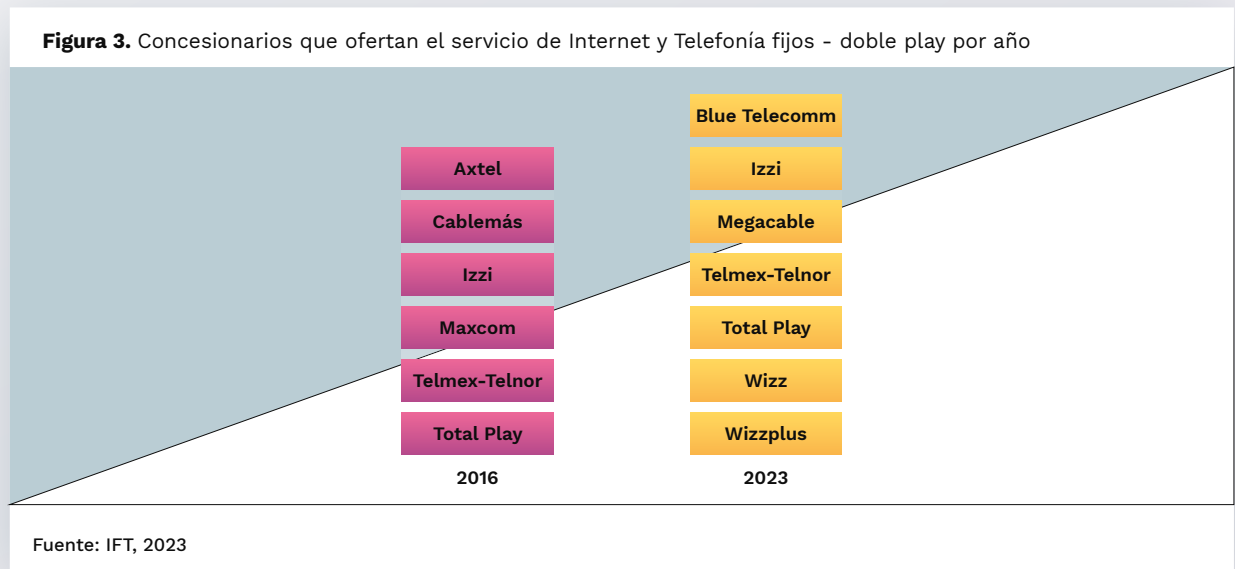 Figura 3. Concesionarios que ofertan el servicio de Internet y Telefonía fijos - doble play por año
Axtel
Cablemás
Izzi
Maxcom
Telmex-Telnor
Total Play
2016
Blue Telecomm
Izzi
Megacable
Telmex-Telnor
Total Play
Wizz
Wizzplus
2023
Fuente: IFT, 2023